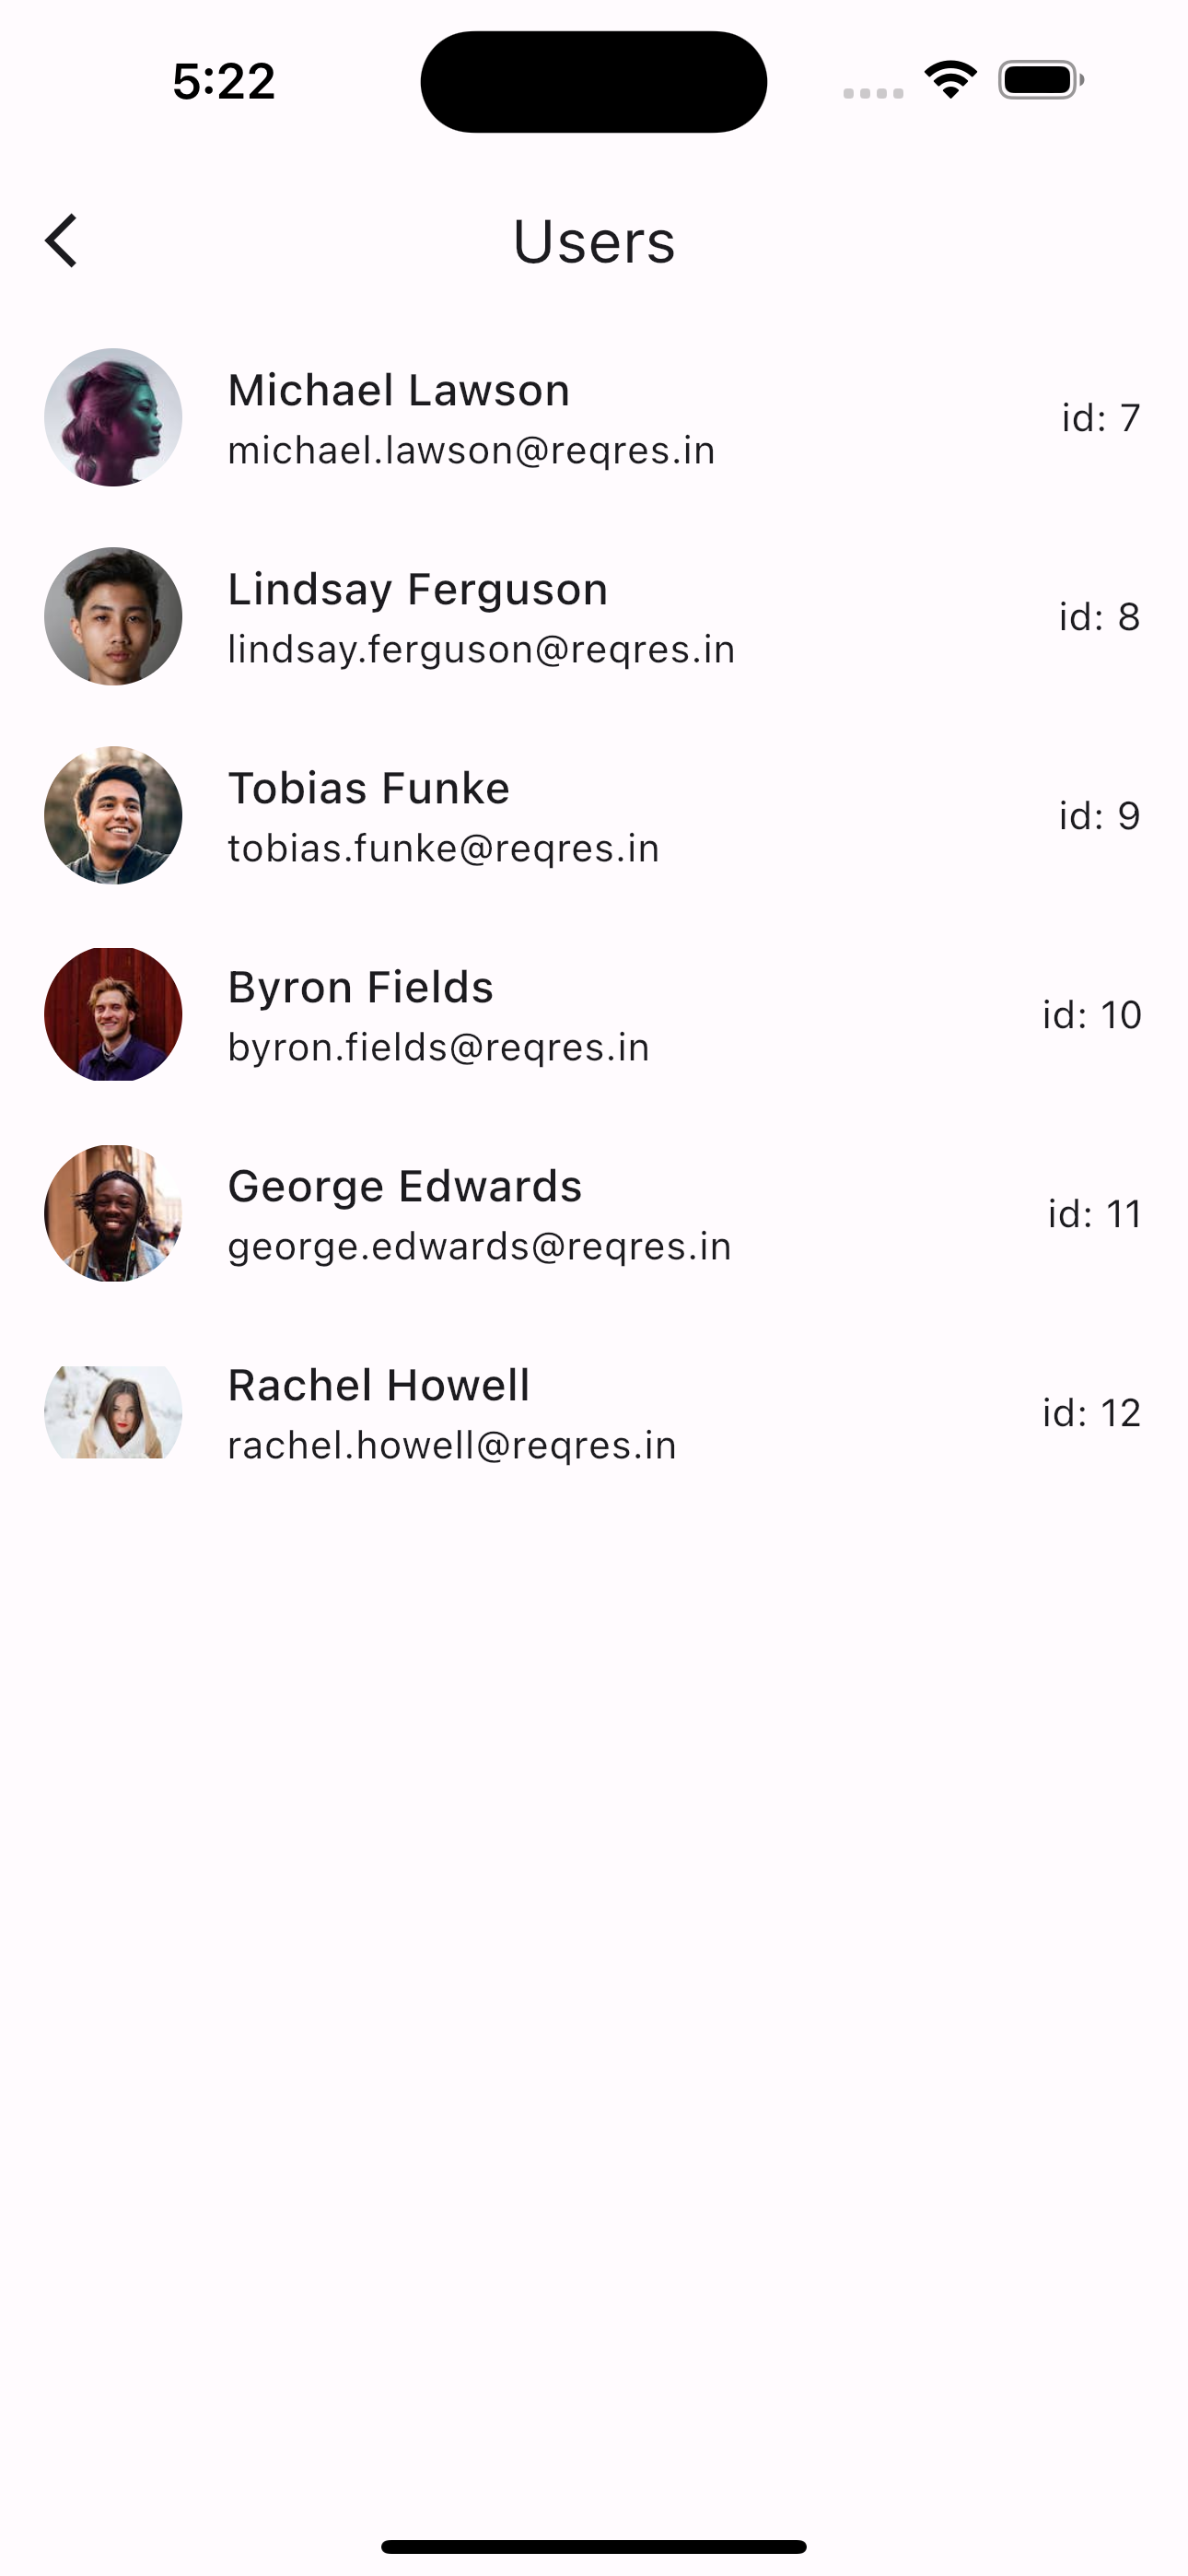 5:22
Users
Michael Lawson
michael.lawson@reqres.in
id: 7
Lindsay Ferguson
lindsay.ferguson@reqres.in
id: 8
Tobias Funke
tobias.funke@reqres.in
id: 9
Byron Fields
byron.fields@reqres.in
id: 10
George Edwards
george.edwards@reqres.in
id: 11
Rachel Howell
rachel.howell@reqres.in
id: 12